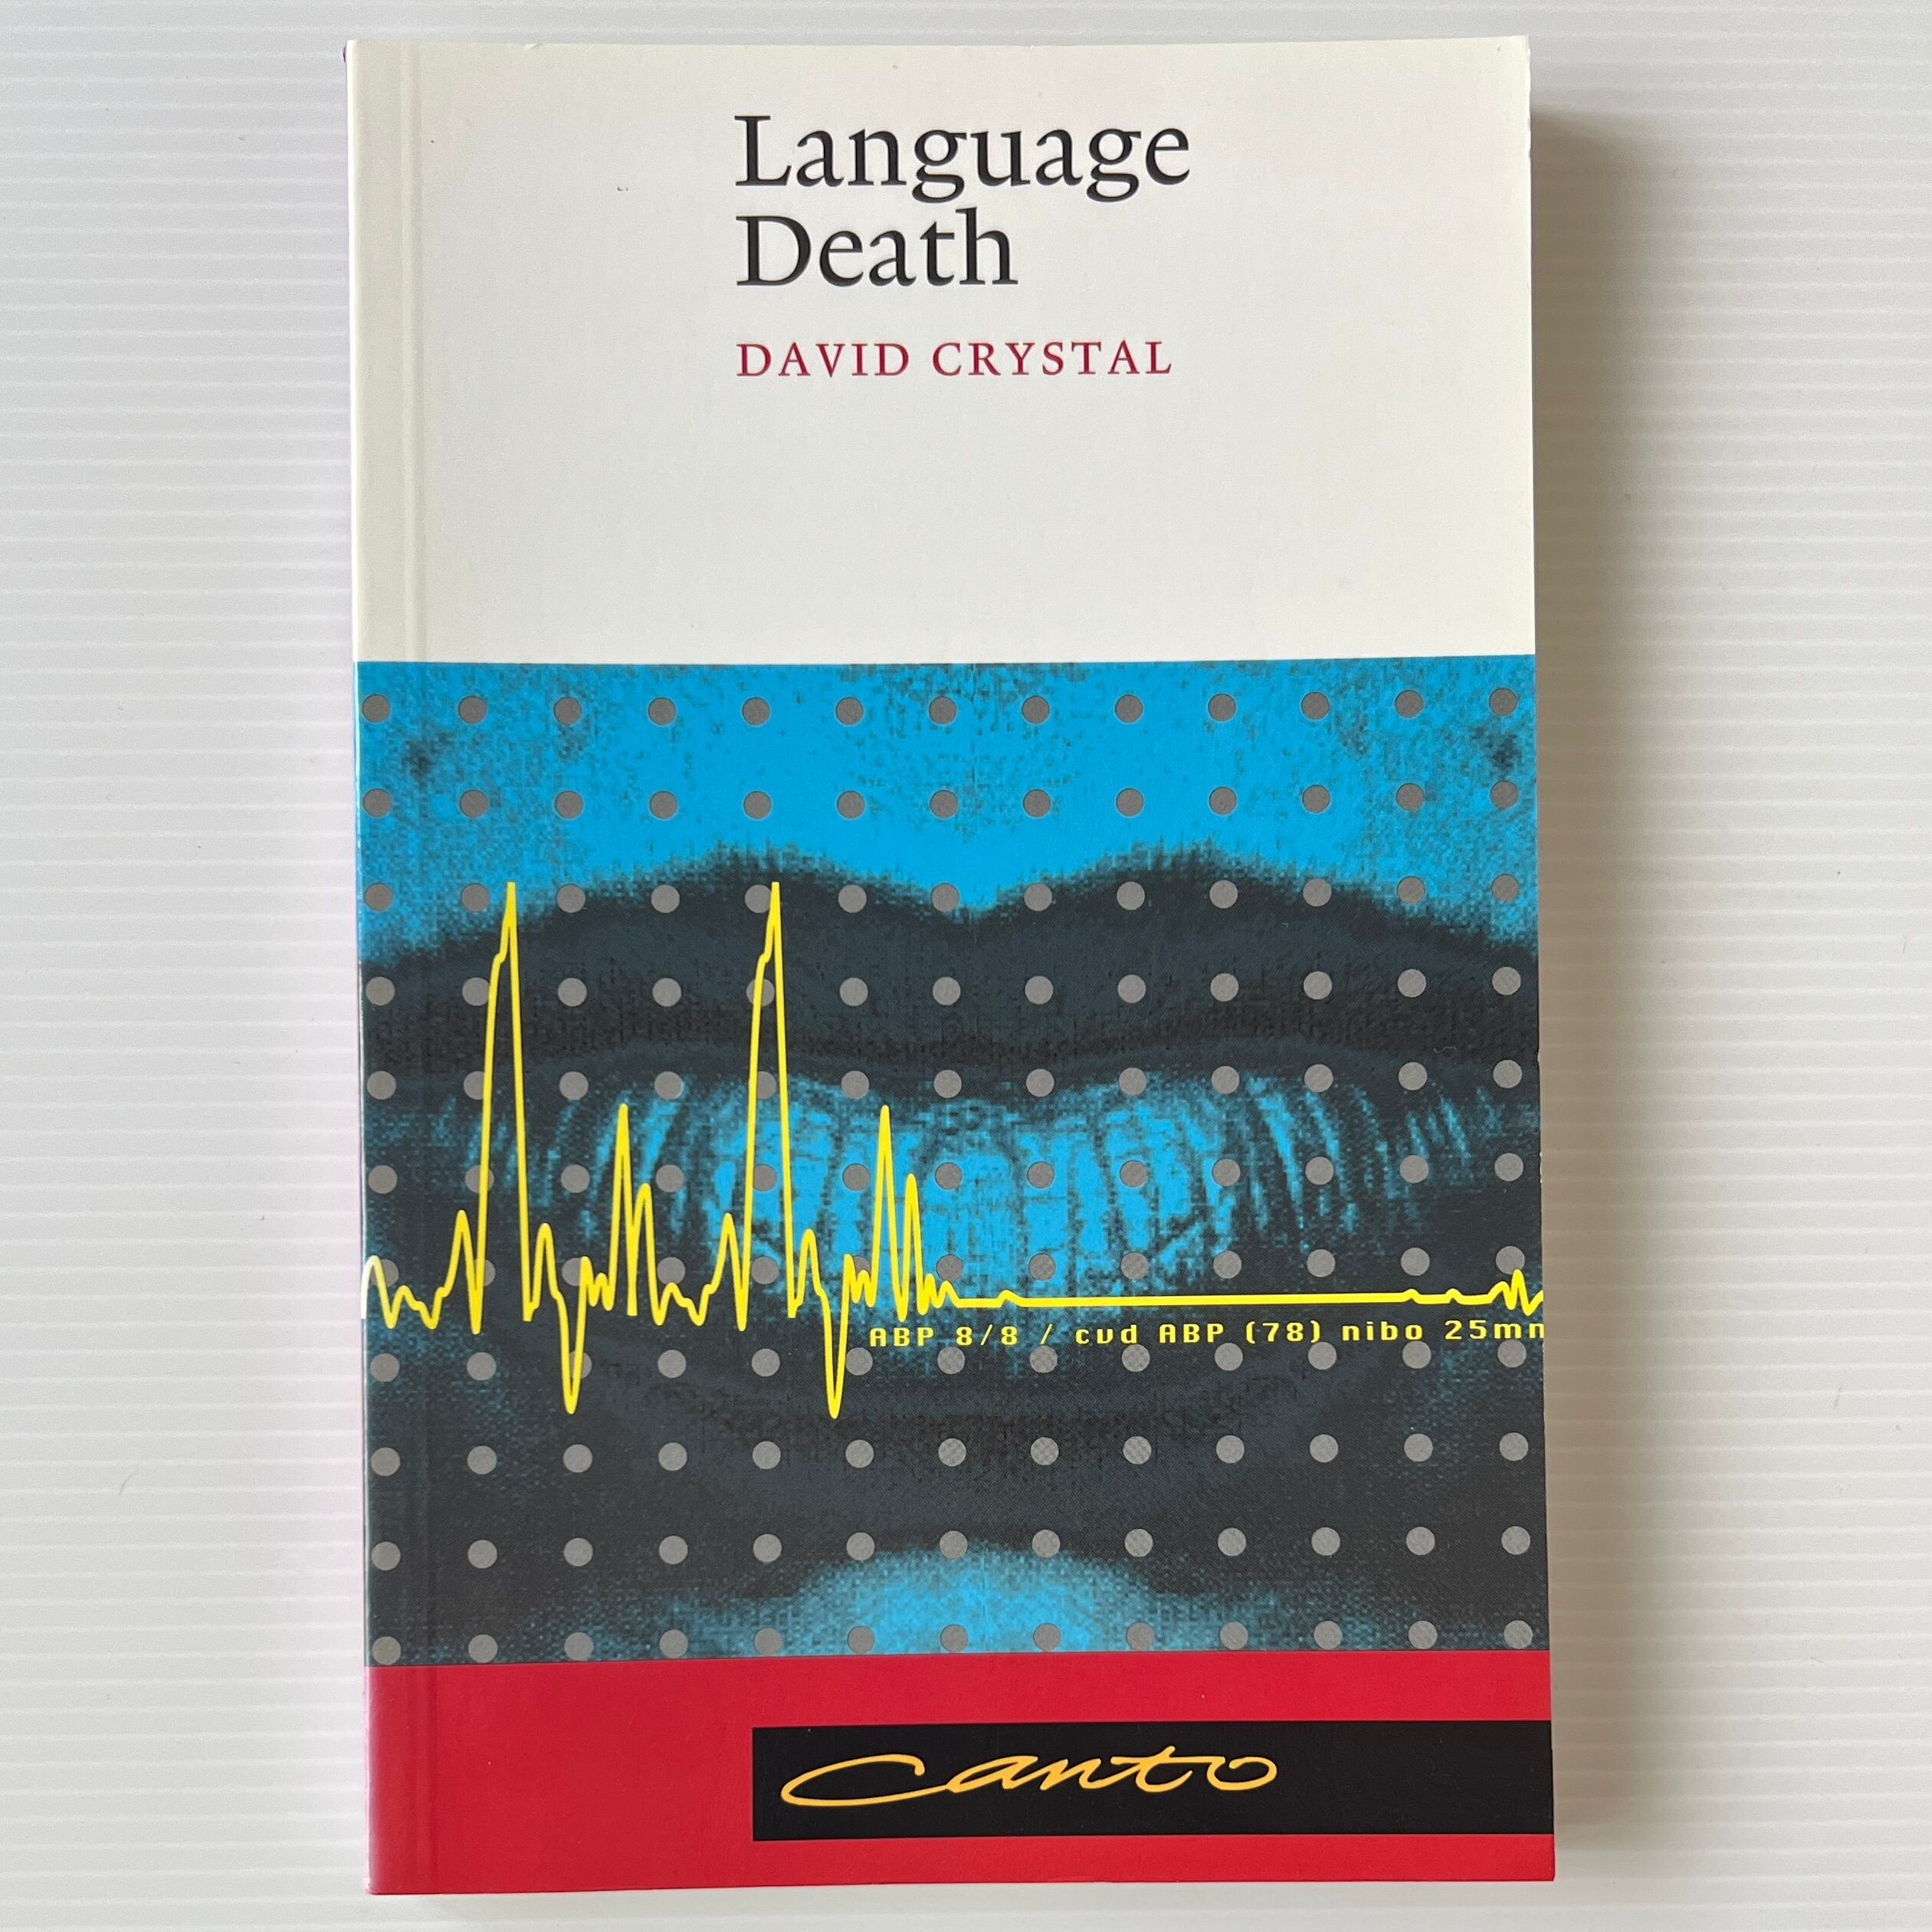 Language
Death
DAVID CRYSTAL
ABP 8/8 / cvd ABP (78) nibo 25mm
canto